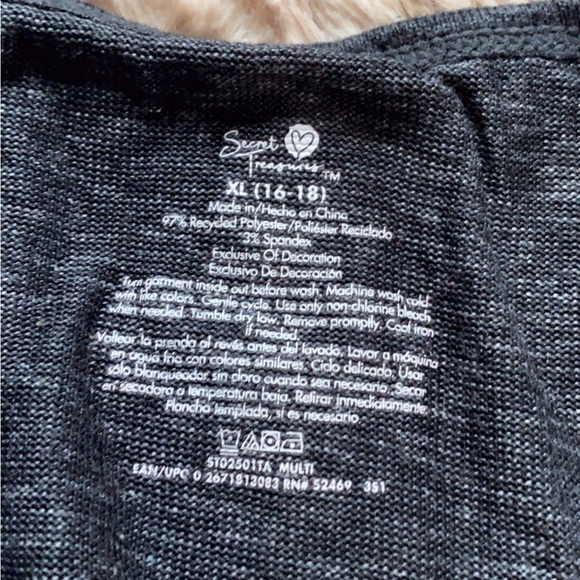 Secret
Treasures™
XL (16-18)
Made in/Hecho en China
97% Recycled Polyester/Poliéster Reciclado
3% Spandex
Exclusive Of Decoration
Exclusivo De Decoración
Turn garment inside out before wash. Machine wash cold
with like colors. Gentle cycle. Use only non-chlorine bleach
when needed. Tumble dry low. Remove promptly. Cool iron
if needed.
Voltear la prenda al revés antes del lavado. Lavar a máquina
en agua fría con colores similares. Ciclo delicado. Usar
sólo blanqueador sin cloro cuando sea necesario. Secar
en secadora a temperatura baja. Retirar inmediatamente.
Plancha templada, si es necesario.
ST02501TA MULTI
EAN/UPC 0 2671813083 RN# 52469 3S1